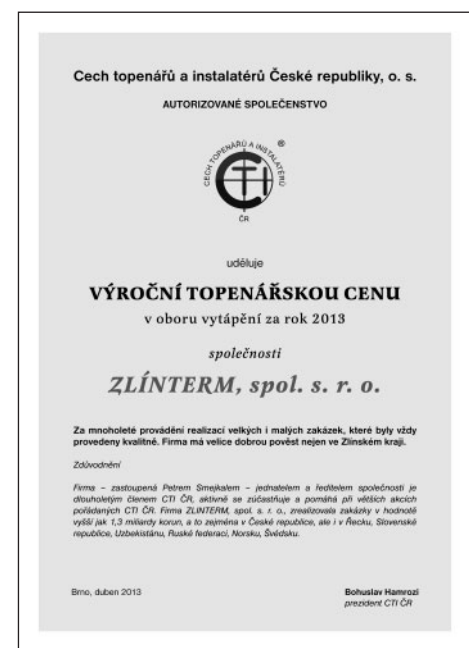 Cech topenářů a instalatérů České republiky, o. s.
AUTORIZOVANÉ SPOLEČENSTVO
CECH TOPENÁŘŮ A INSTALATÉRŮ
®
CTI
ČR
uděluje
VÝROČNÍ TOPENÁŘSKOU CENU
v oboru vytápění za rok 2013
společnosti
ZLÍNTERM, spol. s. r. o.
Za mnoholeté provádění realizací velkých i malých zakázek, které byly vždy
provedeny kvalitně. Firma má velice dobrou pověst nejen ve Zlínském kraji.
Zdůvodnění
Firma – zastoupená Petrem Smejkalem – jednatelem a ředitelem společnosti je
dlouholetým členem CTI ČR, aktivně se zúčastňuje a pomáhá při větších akcích
pořádaných CTI ČR. Firma ZLINTERM, spol. s. r. o., zrealizovala zakázky v hodnotě
vyšší jak 1,3 miliardy korun, a to zejména v České republice, ale i v Řecku, Slovenské
republice, Uzbekistánu, Ruské federaci, Norsku, Švédsku.
Brno, duben 2013
Bohuslav Hamrozi
prezident CTI ČR